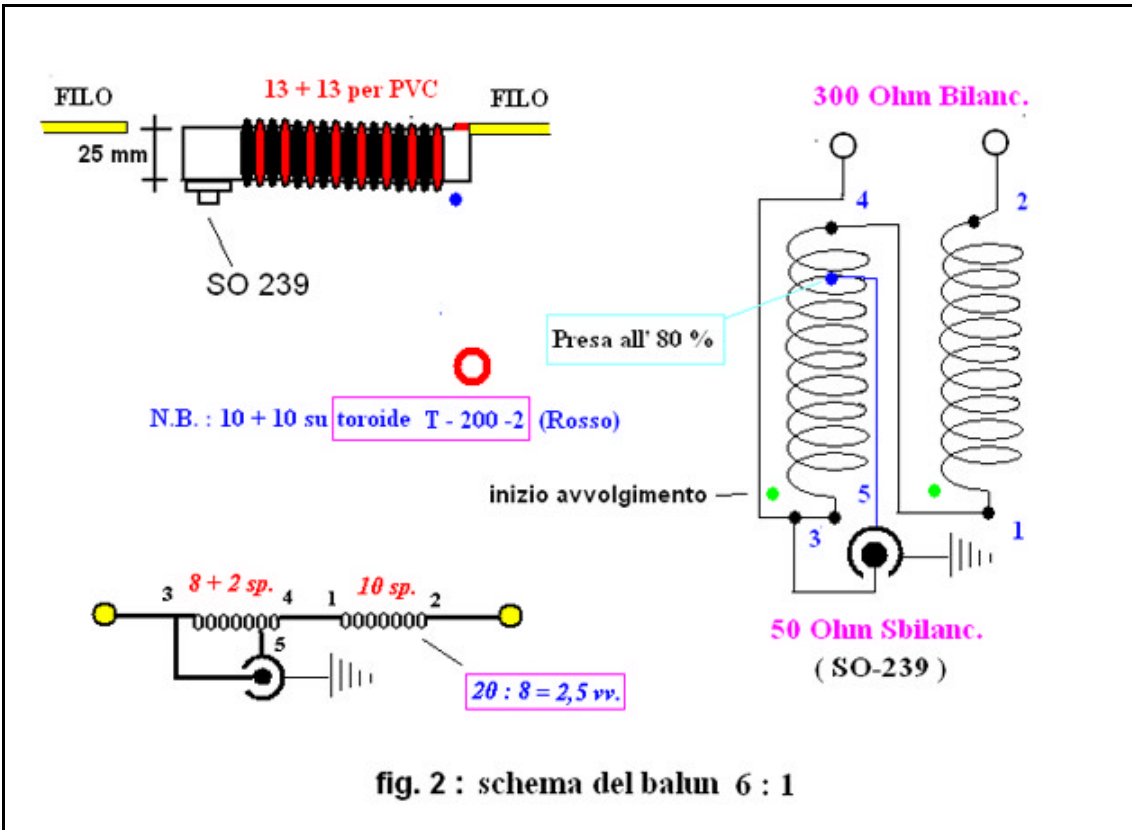 FILO
13 + 13 per PVC
FILO
25 mm
SO 239
300 Ohm Bilanc.
4
2
Presa all' 80 %
N.B. : 10 + 10 su toroide T - 200 -2 (Rosso)
inizio avvolgimento
5
3
1
50 Ohm Sbilanc.
( SO-239 )
8 + 2 sp.
10 sp.
3
4
1
2
5
20 : 8 = 2,5 vv.
fig. 2 : schema del balun 6 : 1